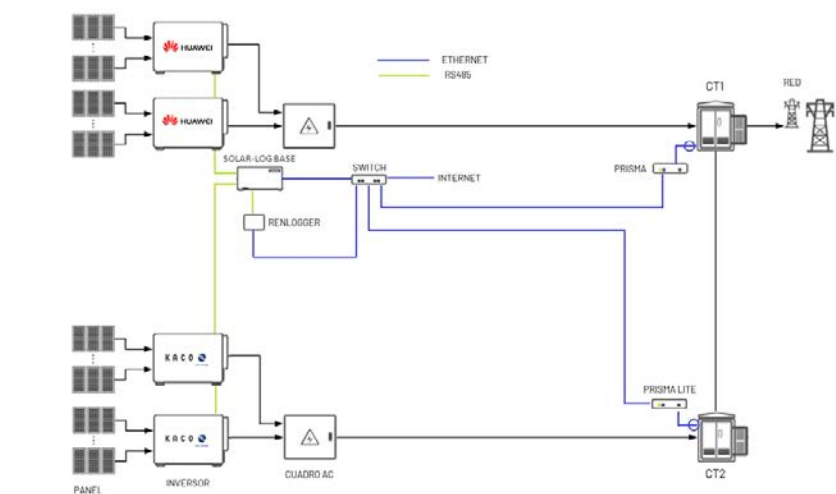 HUAWEI
ETHERNET
RS485
CT1
RED
HUAWEI
SOLAR-LOG BASE
SWITCH
INTERNET
PRISMA
RENLOGGER
KACO
PRISMA LITE
KACO
CUADRO AC
CT2
INVERSOR
PANEL